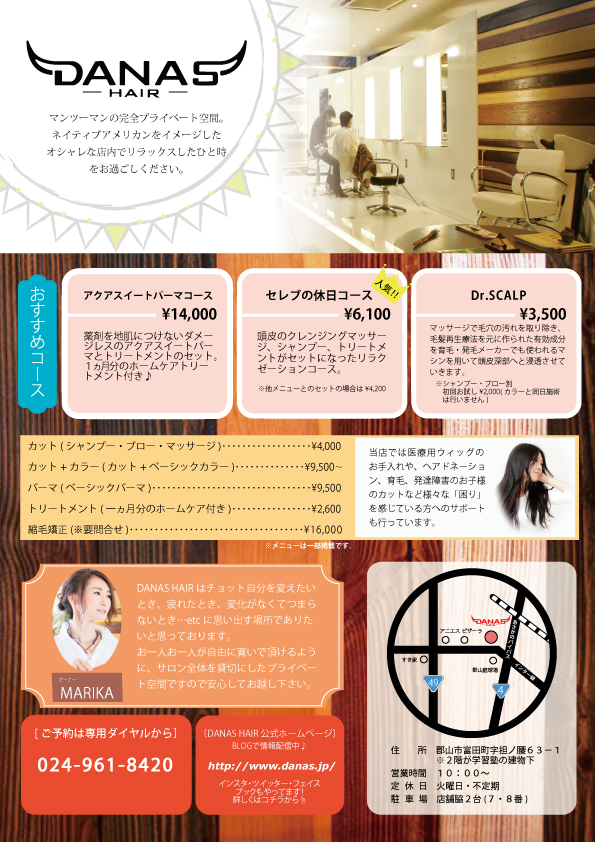 DANAS
HAIR
マンツーマンの完全プライベート空間。
ネイティブアメリカンをイメージした
オシャレな店内でリラックスしたひと時
をお過ごしください。
おすすめコース
アクアスイートパーマコース
¥14,000
薬剤を地肌につけないダメー
ジレスのアクアスイートパー
マとトリートメントのセット。
１ヵ月分のホームケアトリー
トメント付き♪
人気!!
セレブの休日コース
¥6,100
頭皮のクレンジングマッサー
ジ、シャンプー、トリートメ
ントがセットになったリラク
ゼーションコース。
※他メニューとのセットの場合は ¥4,200
Dr.SCALP
¥3,500
マッサージで毛穴の汚れを取り除き、
毛髪再生療法を元に作られた有効成分
を育毛・発毛メーカーでも使われるマ
シンを用いて頭皮深部へと浸透させて
いきます。
※シャンプー・ブロー別
初回お試し ¥2,000( カラーと同日施術
は行いません )
カット ( シャンプー・ブロー・マッサージ )･･････････････････¥4,000
カット + カラー ( カット + ベーシックカラー )･･････････････¥9,500～
パーマ ( ベーシックパーマ )････････････････････････････････¥9,500
トリートメント ( 一ヵ月分のホームケア付き )････････････････¥2,600
縮毛矯正 (※要問合せ )･････････････････････････････････････¥16,000
※メニューは一部掲載です.
当店では医療用ウィッグの
お手入れや、ヘアドネーショ
ン、育毛、発達障害のお子様
のカットなど様々な「困り」
を感じている方へのサポート
も行っています。
DANAS HAIR はチョット自分を変えたい
とき、疲れたとき、変化がなくてつまら
ないとき…etc に思い出す場所でありた
いと思っております。
お一人お一人が自由に寛いで頂けるよう
に、サロン全体を貸切にしたプライベー
ト空間ですので安心してお越し下さい。
オーナー
MARIKA
[ ご予約は専用ダイヤルから]
024-961-8420
［DANAS HAIR 公式ホームページ］
BLOGで情報配信中♪
http://www.danas.jp/
インスタ・ツイッター・フェイス
ブックもやってます!
詳しくはコチラから
DANAS
HAIR
アニエス
ピザーラ
すき家
郡山庭球場
あさかのバイパス
インター線
49
4
住　所　郡山市富田町字担ノ腰６３－１
※２階が学習塾の建物下
営業時間　１０：００～
定 休 日　火曜日・不定期
駐 車 場　店舗脇２台 (７・８番)